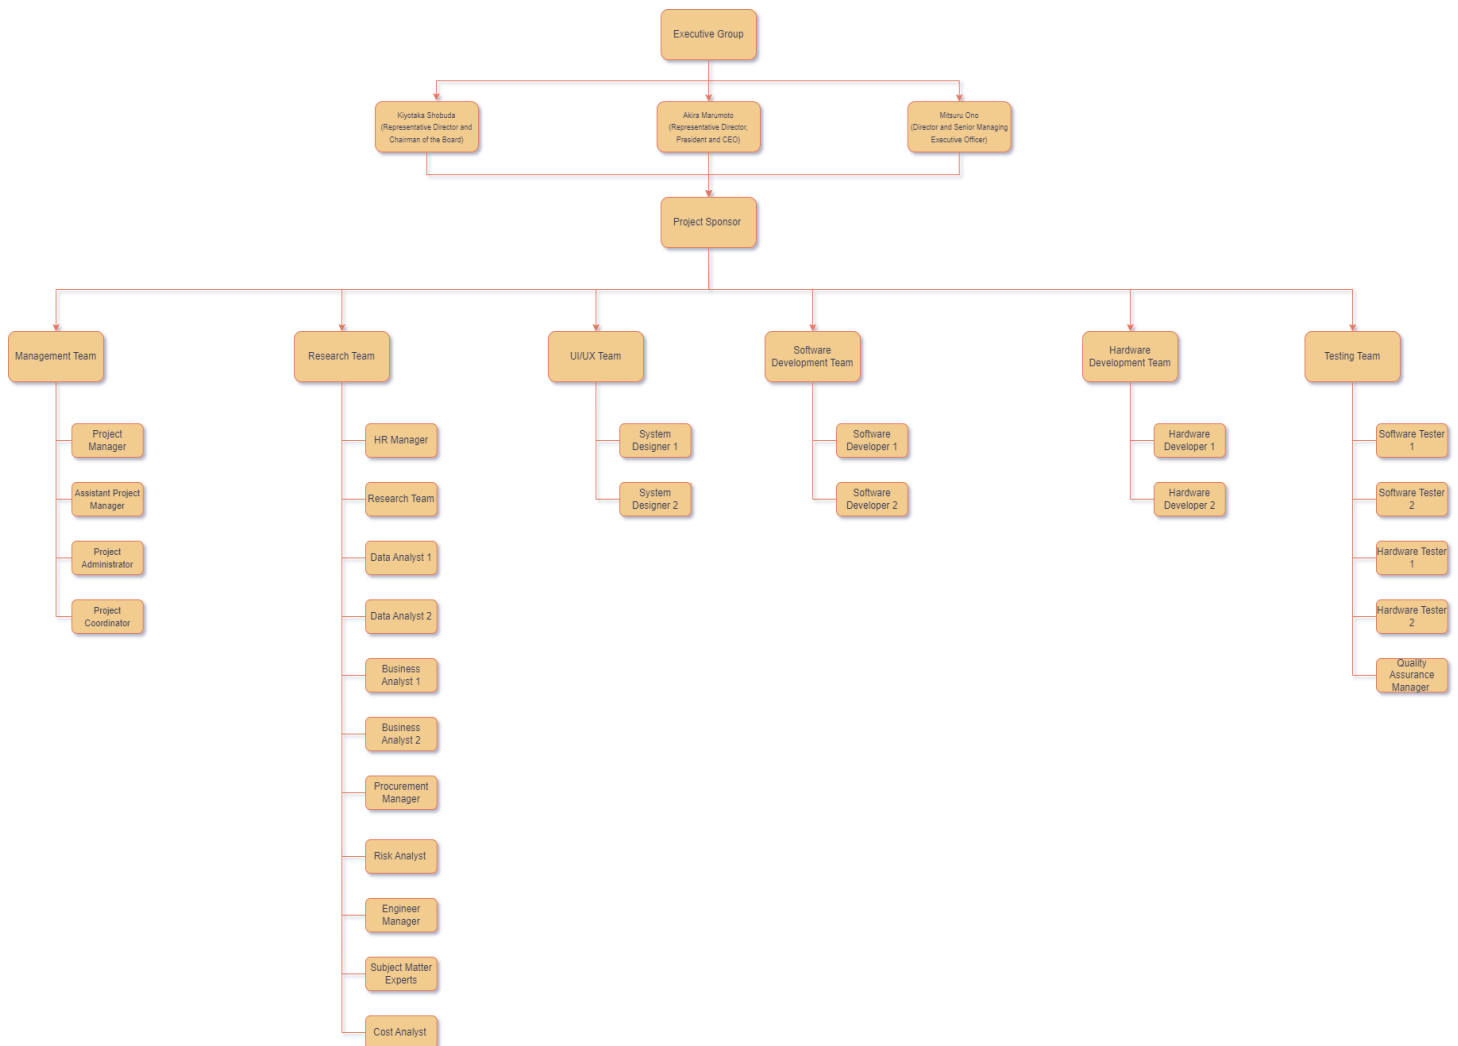 Executive Group
Kiyotaka Shobuda
(Representative Director and
Chairman of the Board)
Akira Marumoto
(Representative Director,
President and CEO)
Mitsuru Ono
(Director and Senior Managing
Executive Officer)
Project Sponsor
Management Team
Research Team
UI/UX Team
Software
Development Team
Hardware
Development Team
Testing Team
Project
Manager
Assistant Project
Manager
Project
Administrator
Project
Coordinator
HR Manager
Research Team
Data Analyst 1
Data Analyst 2
Business
Analyst 1
Business
Analyst 2
Procurement
Manager
Risk Analyst
Engineer
Manager
Subject Matter
Experts
Cost Analyst
System
Designer 1
System
Designer 2
Software
Developer 1
Software
Developer 2
Hardware
Developer 1
Hardware
Developer 2
Software Tester
1
Software Tester
2
Hardware Tester
1
Hardware Tester
2
Quality
Assurance
Manager